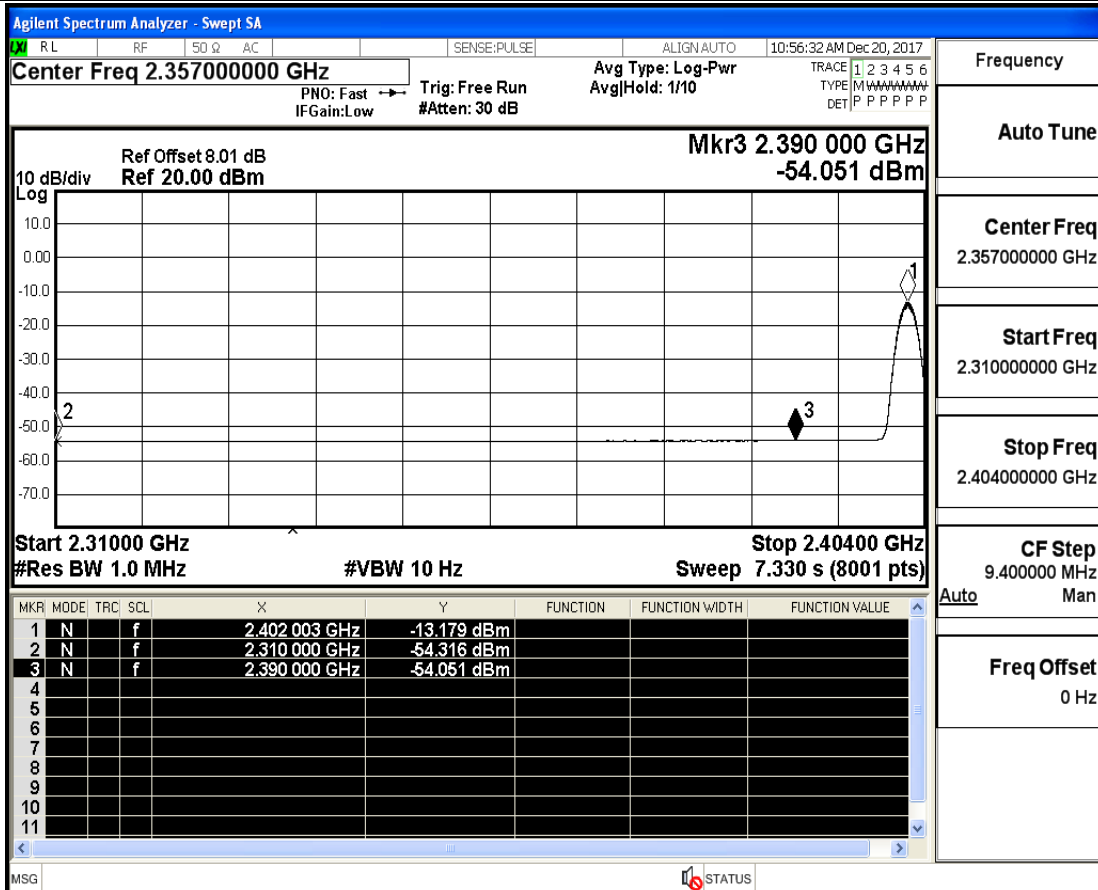 Agilent Spectrum Analyzer - Swept SA
LXI RL RF 50 Ω AC SENSE:PULSE ALIGN AUTO 10:56:32 AM Dec 20, 2017
Center Freq 2.357000000 GHz
PNO: Fast
IFGain:Low
Trig: Free Run
#Atten: 30 dB
Avg Type: Log-Pwr
Avg|Hold: 1/10
TRACE 1 2 3 4 5 6
TYPE M W W W W W
DET P P P P P P
Mkr3 2.390 000 GHz
-54.051 dBm
Ref Offset 8.01 dB
10 dB/div Ref 20.00 dBm
Log
10.0
0.00
-10.0
-20.0
-30.0
-40.0
-50.0
-60.0
-70.0
1
2
3
Start 2.31000 GHz Stop 2.40400 GHz
#Res BW 1.0 MHz #VBW 10 Hz Sweep 7.330 s (8001 pts)
MKR MODE TRC SCL X Y FUNCTION FUNCTION WIDTH FUNCTION VALUE
1 N f 2.402 003 GHz -13.179 dBm
2 N f 2.310 000 GHz -54.316 dBm
3 N f 2.390 000 GHz -54.051 dBm
4
5
6
7
8
9
10
11
MSG STATUS
Frequency
Auto Tune
Center Freq
2.357000000 GHz
Start Freq
2.310000000 GHz
Stop Freq
2.404000000 GHz
CF Step
9.400000 MHz
Auto Man
Freq Offset
0 Hz